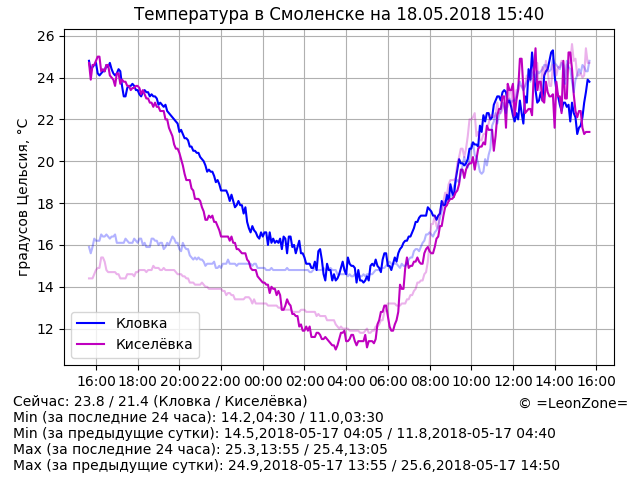 Температура в Смоленске на 18.05.2018 15:40
градусов Цельсия, °C
26
24
22
20
18
16
14
12
Кловка
Киселёвка
16:00 18:00 20:00 22:00 00:00 02:00 04:00 06:00 08:00 10:00 12:00 14:00 16:00
Сейчас: 23.8 / 21.4 (Кловка / Киселёвка)
© =LeonZone=
Min (за последние 24 часа): 14.2,04:30 / 11.0,03:30
Min (за предыдущие сутки): 14.5,2018-05-17 04:05 / 11.8,2018-05-17 04:40
Max (за последние 24 часа): 25.3,13:55 / 25.4,13:05
Max (за предыдущие сутки): 24.9,2018-05-17 13:55 / 25.6,2018-05-17 14:50